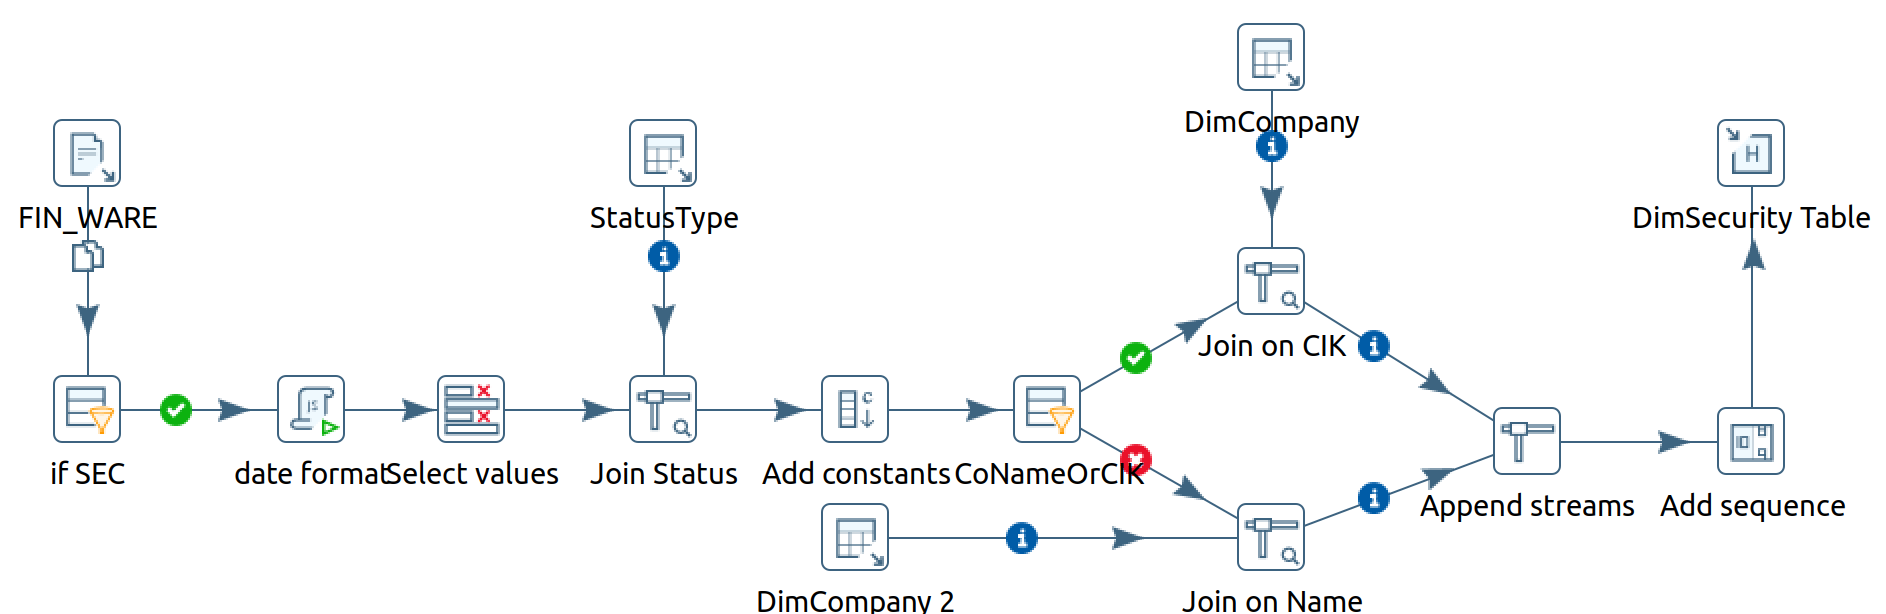 DimCompany
FIN_WARE
StatusType
DimSecurity Table
Join on CIK
if SEC
date format
Select values
Join Status
Add constants
CoNameOrCIK
Append streams
Add sequence
DimCompany 2
Join on Name